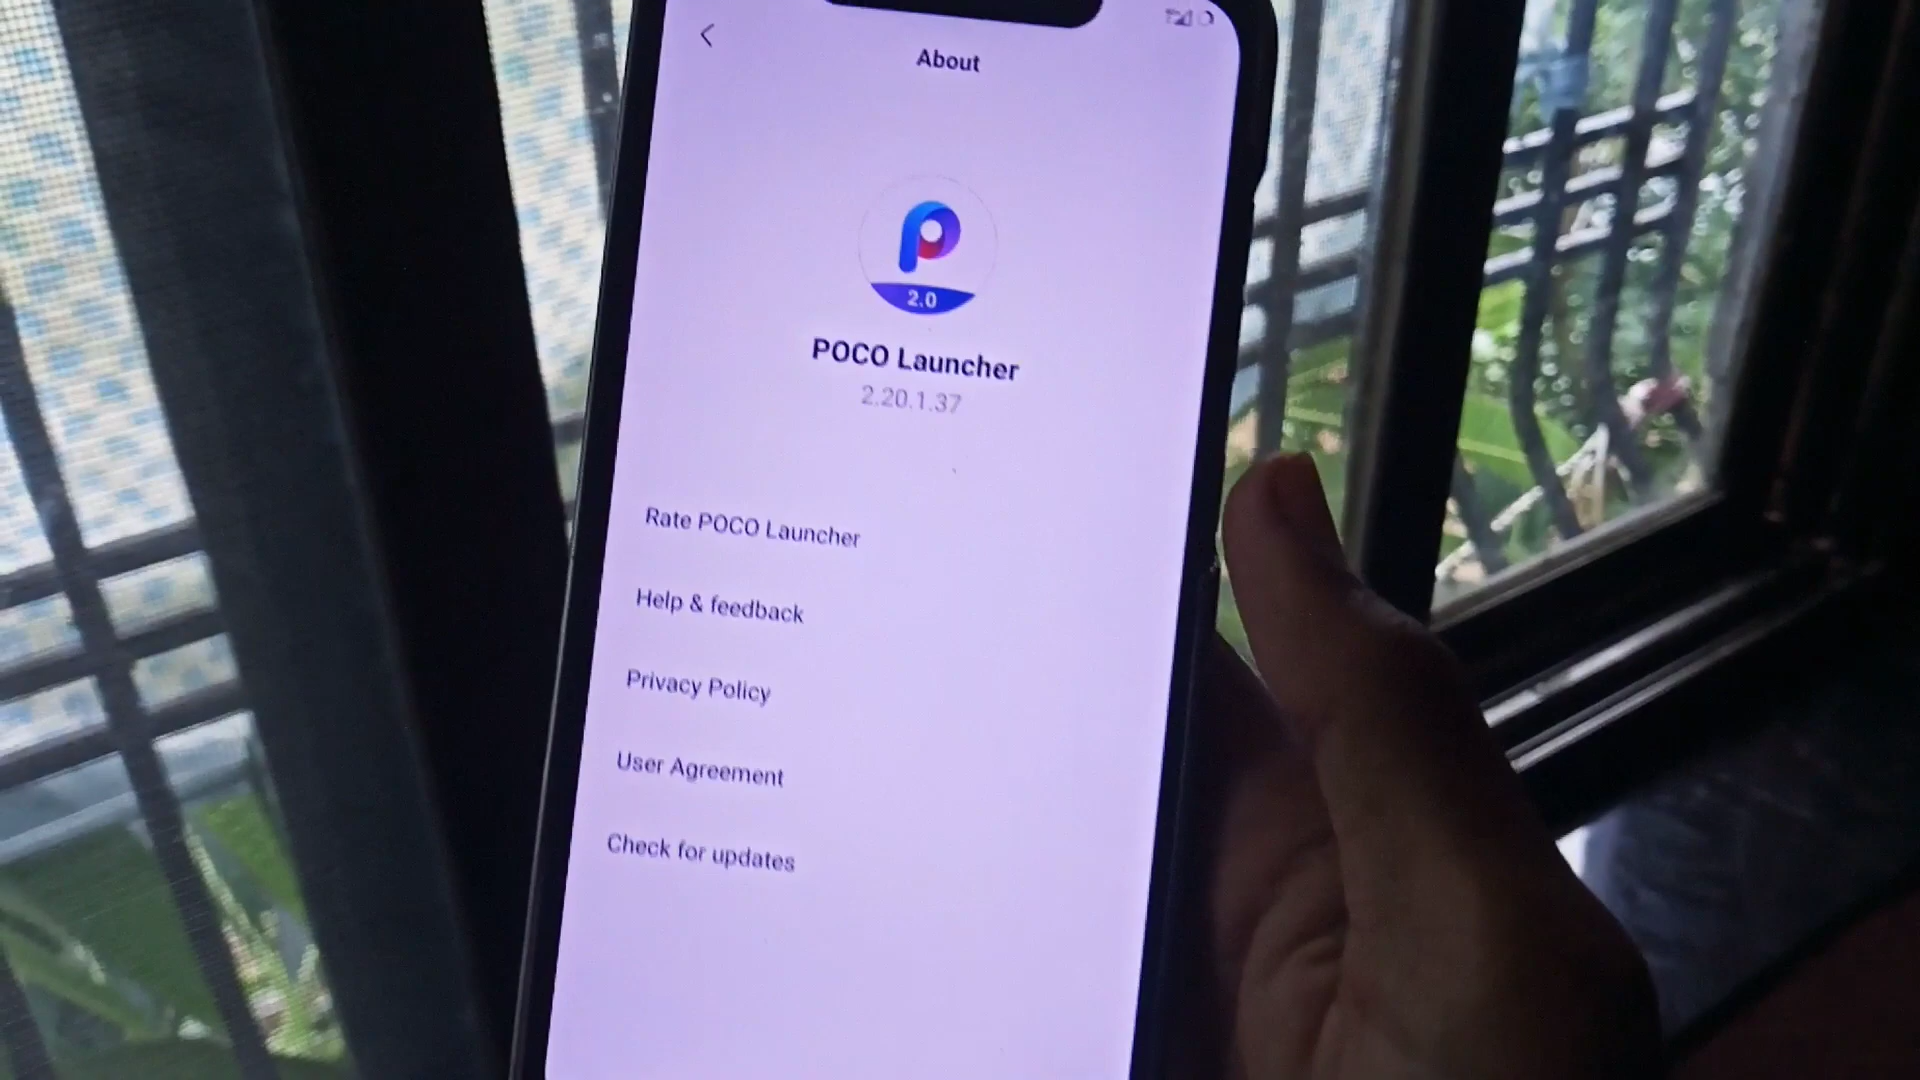 About
2.0
POCO Launcher
2.20.1.37
Rate POCO Launcher
Help & feedback
Privacy Policy
User Agreement
Check for updates